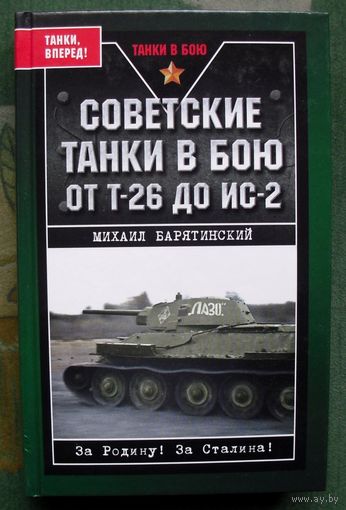 ТАНКИ,
ВПЕРЕД!
ТАНКИ В БОЮ
СОВЕТСКИЕ
ТАНКИ В БОЮ
ОТ Т-26 ДО ИС-2
МИХАИЛ БАРЯТИНСКИЙ
ЛАЗО
За Родину! За Сталина!
www.ay.by